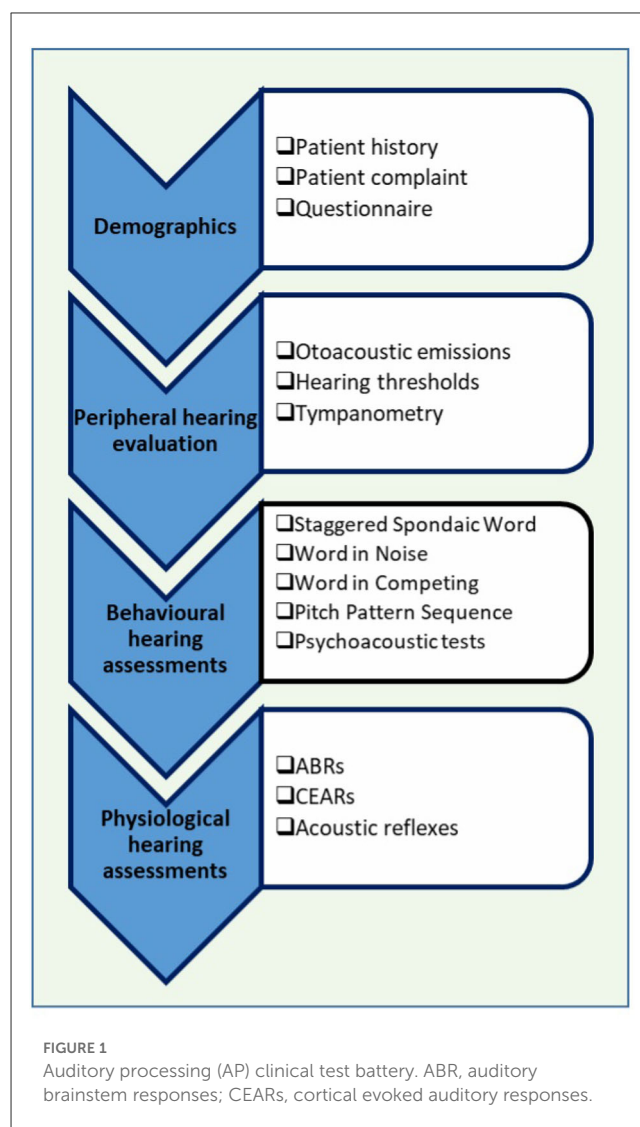 Demographics
❑Patient history
❑Patient complaint
❑Questionnaire
Peripheral hearing
evaluation
❑Otoacoustic emissions
❑Hearing thresholds
❑Tympanometry
Behavioural
hearing
assessments
❑Staggered Spondaic Word
❑Word in Noise
❑Word in Competing
❑Pitch Pattern Sequence
❑Psychoacoustic tests
Physiological
hearing
assessments
❑ABRs
❑CEARs
❑Acoustic reflexes
FIGURE 1
Auditory processing (AP) clinical test battery. ABR, auditory
brainstem responses; CEARs, cortical evoked auditory responses.